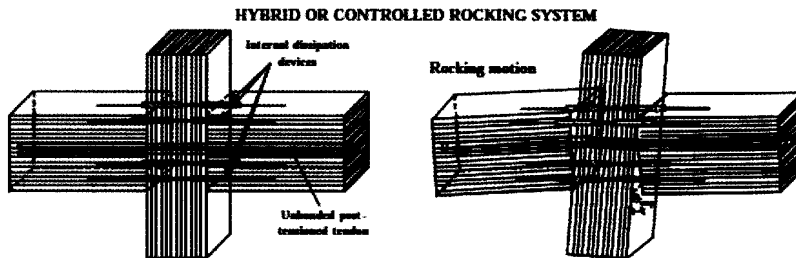 HYBRID OR CONTROLLED ROCKING SYSTEM
Internal dissipation
devices
Rocking motion
Unbonded post-
tensioned tendon